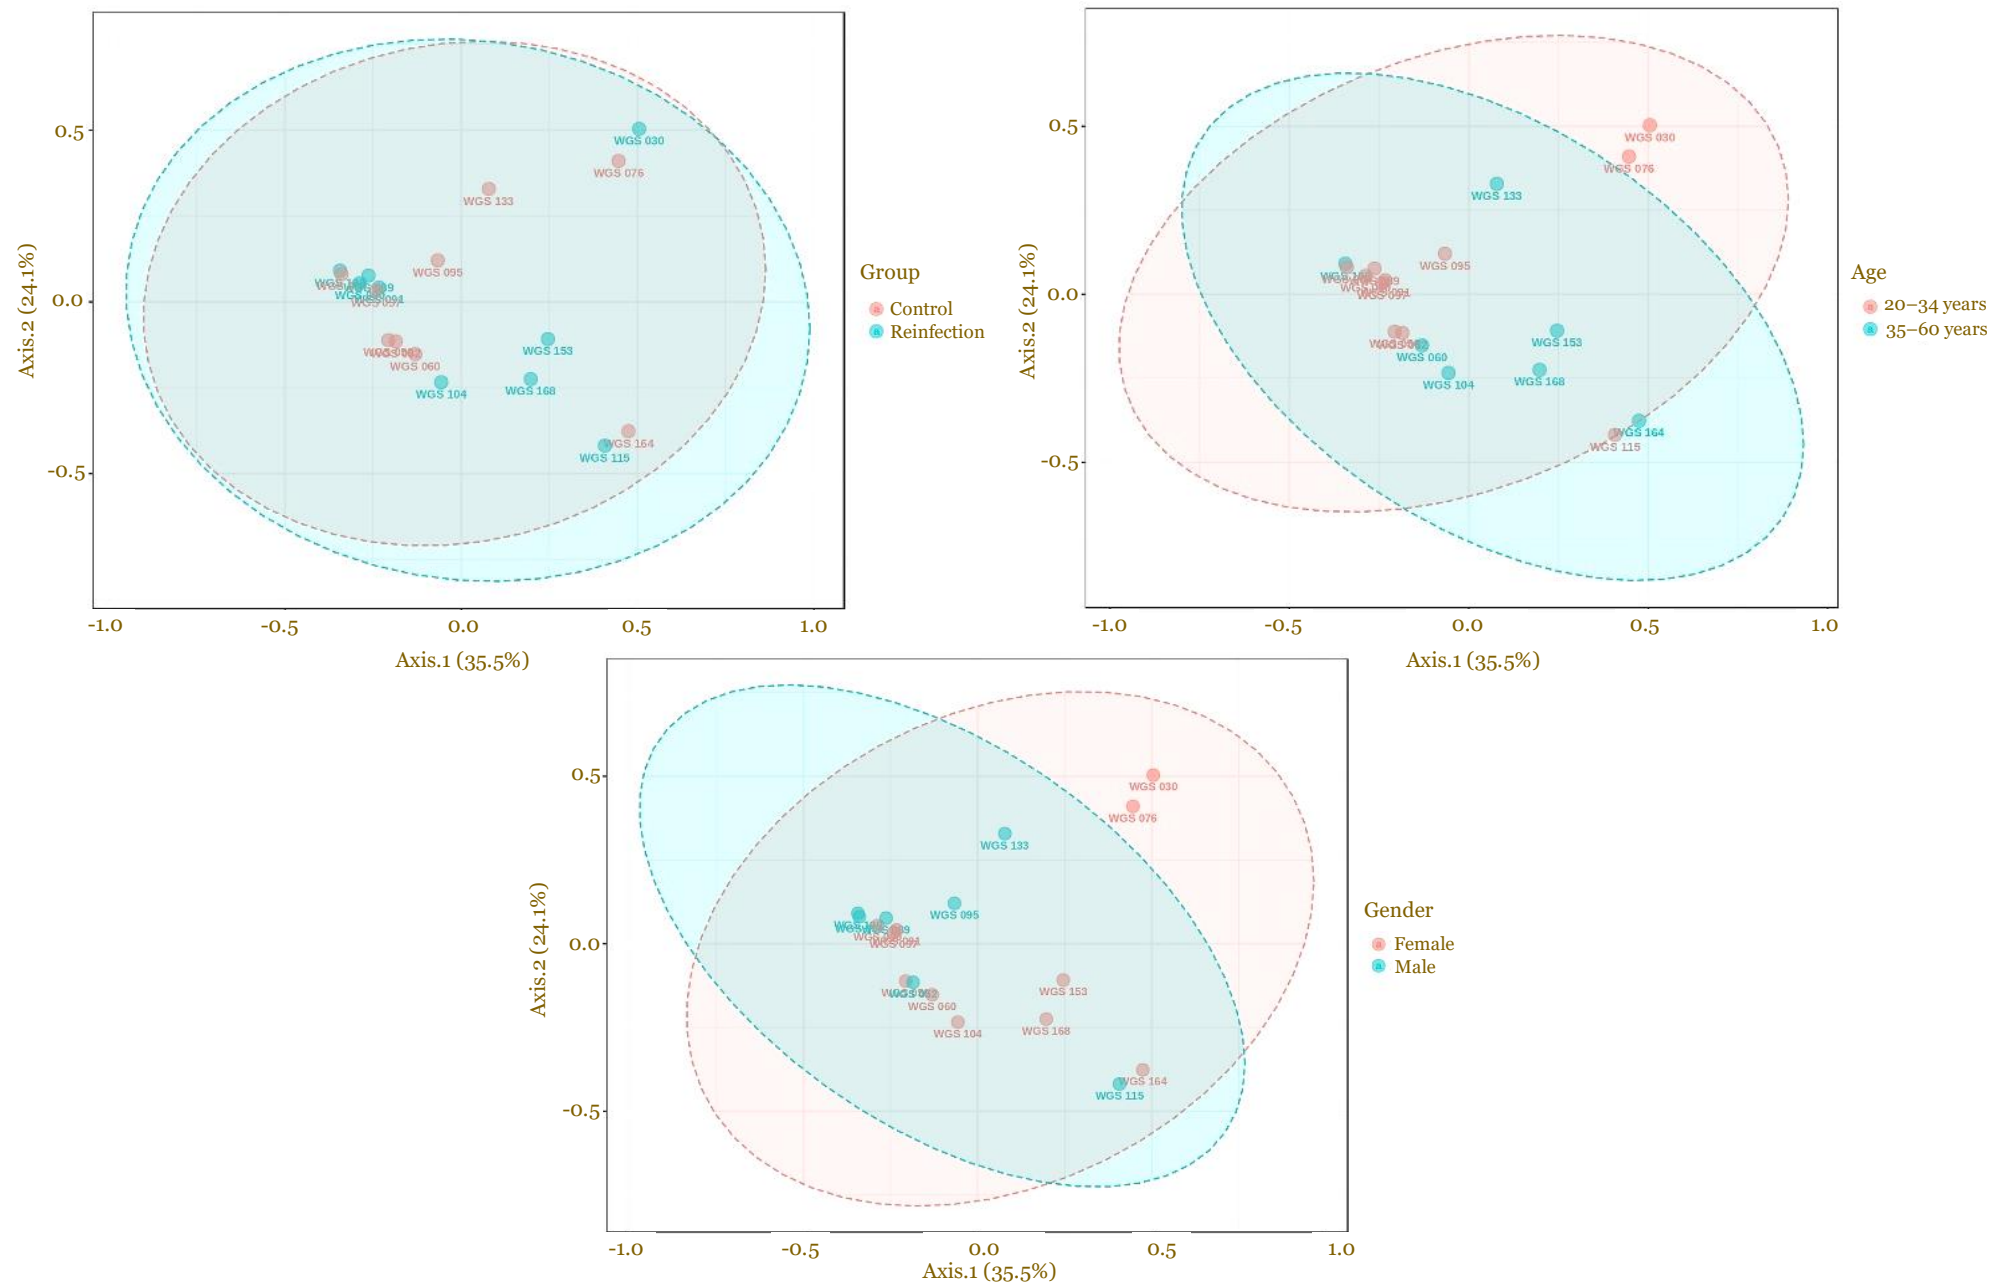 0.5
0.0
-0.5
Axis.2 (24.1%)
WGS 030
WGS 076
WGS 133
WGS 095
WGS 097
WGS 060
WGS 104
WGS 153
WGS 168
WGS 164
WGS 115
-1.0 -0.5 0.0 0.5 1.0
Axis.1 (35.5%)
Group
a Control
a Reinfection
0.5
0.0
-0.5
Axis.2 (24.1%)
WGS 030
WGS 076
WGS 133
WGS 095
WGS 097
WGS 060
WGS 104
WGS 153
WGS 168
WGS 164
WGS 115
-1.0 -0.5 0.0 0.5 1.0
Axis.1 (35.5%)
Age
a 20–34 years
a 35–60 years
0.5
0.0
-0.5
Axis.2 (24.1%)
WGS 030
WGS 076
WGS 133
WGS 095
WGS 097
WGS 060
WGS 104
WGS 153
WGS 168
WGS 164
WGS 115
-1.0 -0.5 0.0 0.5 1.0
Axis.1 (35.5%)
Gender
a Female
a Male